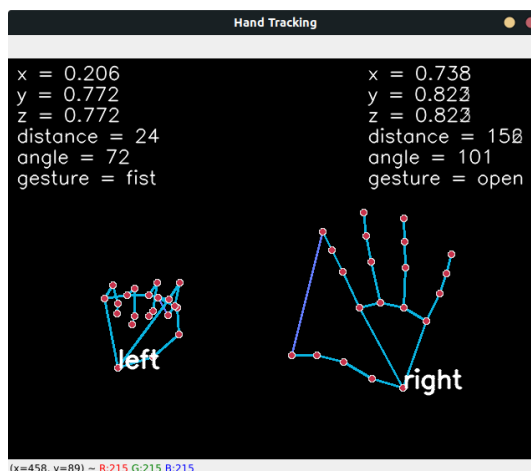 Hand Tracking
x = 0.206
y = 0.772
z = 0.772
distance = 24
angle = 72
gesture = fist
x = 0.738
distance =
angle = 101
gesture = open
left
right
(x=458, y=89) ~ R:215 G:215 B:215